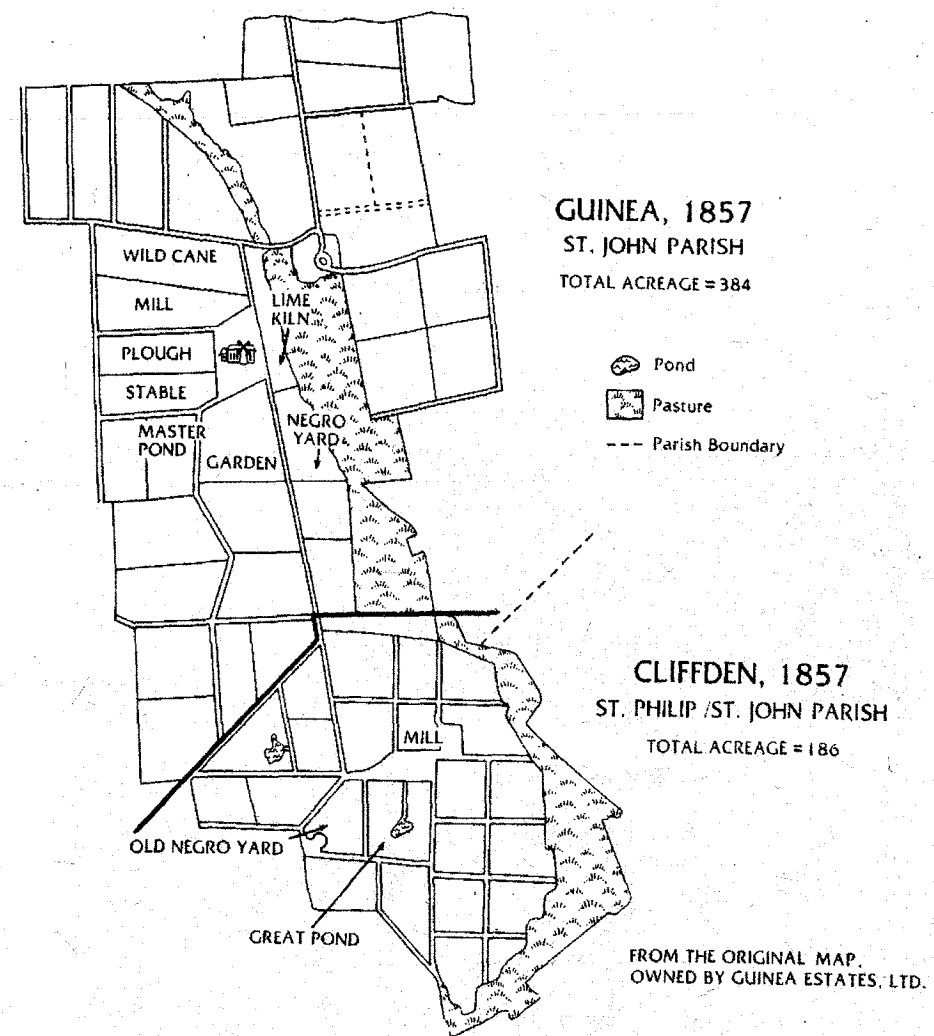 GUINEA, 1857
ST. JOHN PARISH
TOTAL ACREAGE = 384
Pond
Pasture
Parish Boundary
WILD CANE
MILL
LIME
KILN
PLOUGH
STABLE
MASTER
POND
NEGRO
YARD
GARDEN
CLIFFDEN, 1857
ST. PHILIP / ST. JOHN PARISH
TOTAL ACREAGE = 186
MILL
OLD NEGRO YARD
GREAT POND
FROM THE ORIGINAL MAP.
OWNED BY GUINEA ESTATES, LTD.